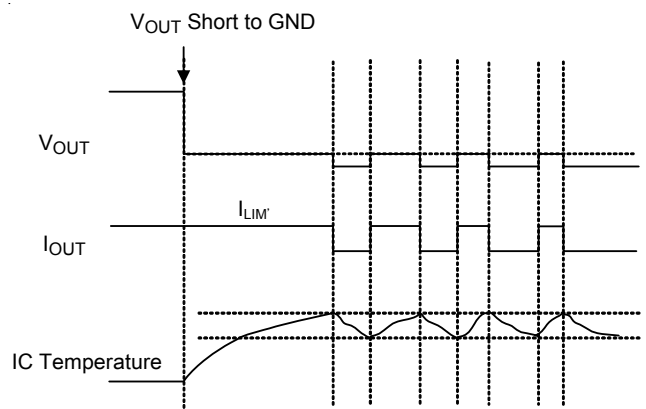 VOUT Short to GND
VOUT
ILIM'
IOUT
IC Temperature